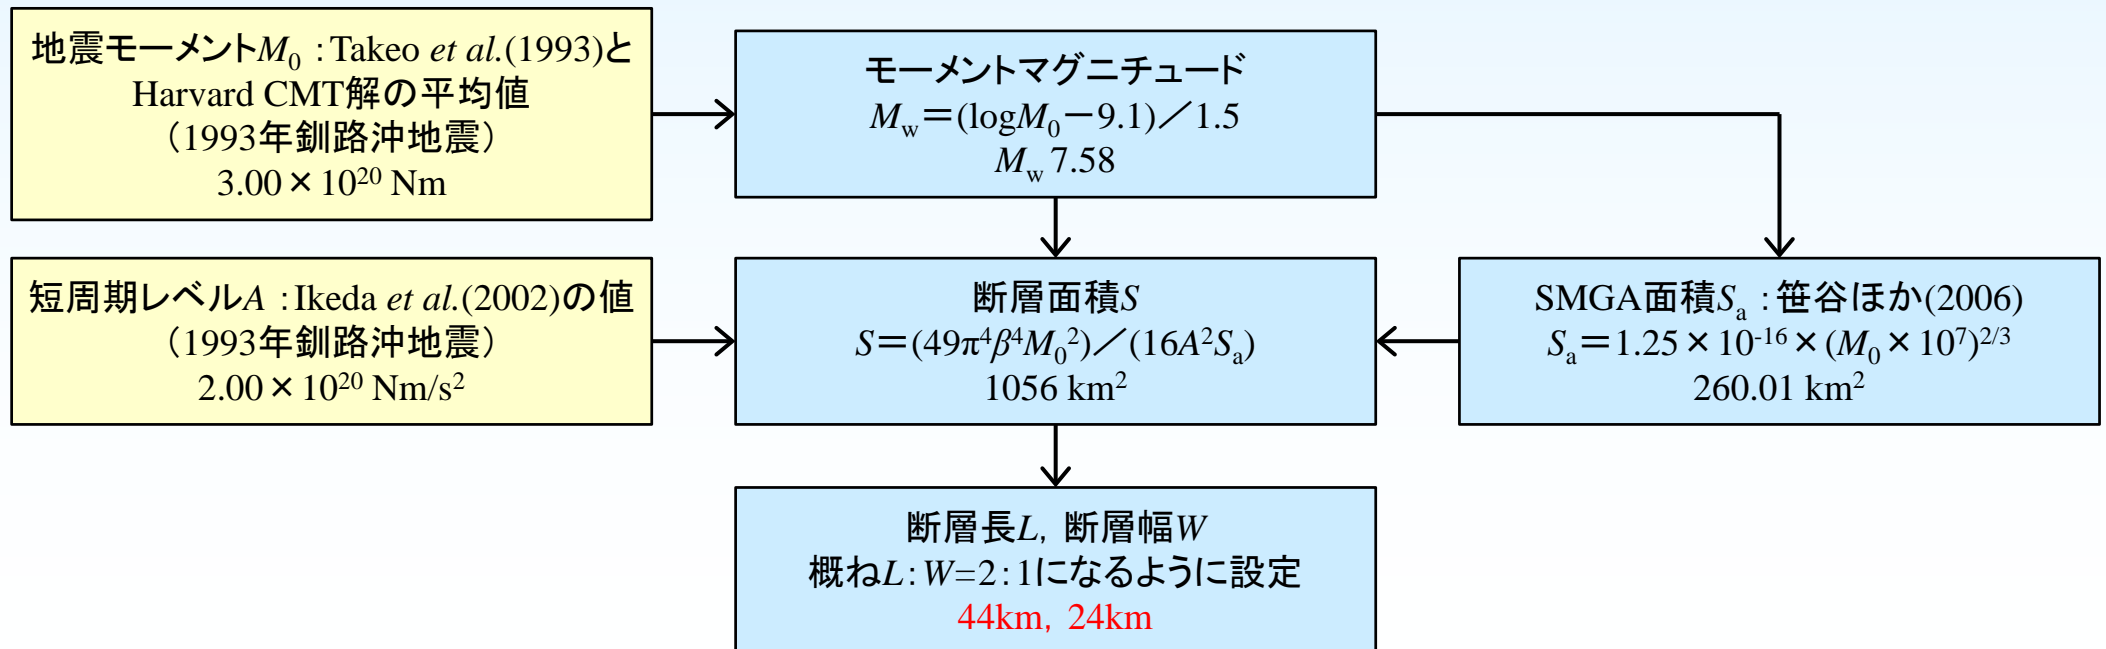 地震モーメントM₀：Takeo et al.(1993)と
Harvard CMT解の平均値
（1993年釧路沖地震）
3.00×10²⁰ Nm
モーメントマグニチュード
M_w＝(logM₀－9.1)／1.5
M_w 7.58
短周期レベルA：Ikeda et al.(2002)の値
（1993年釧路沖地震）
2.00×10²⁰ Nm/s²
断層面積S
S＝(49π⁴β⁴M₀²)／(16A²Sₐ)
1056 km²
SMGA面積Sₐ：笹谷ほか(2006)
Sₐ＝1.25×10⁻¹⁶×(M₀×10⁷)²ᐟ³
260.01 km²
断層長L，断層幅W
概ねL：W=2：1になるように設定
44km，24km